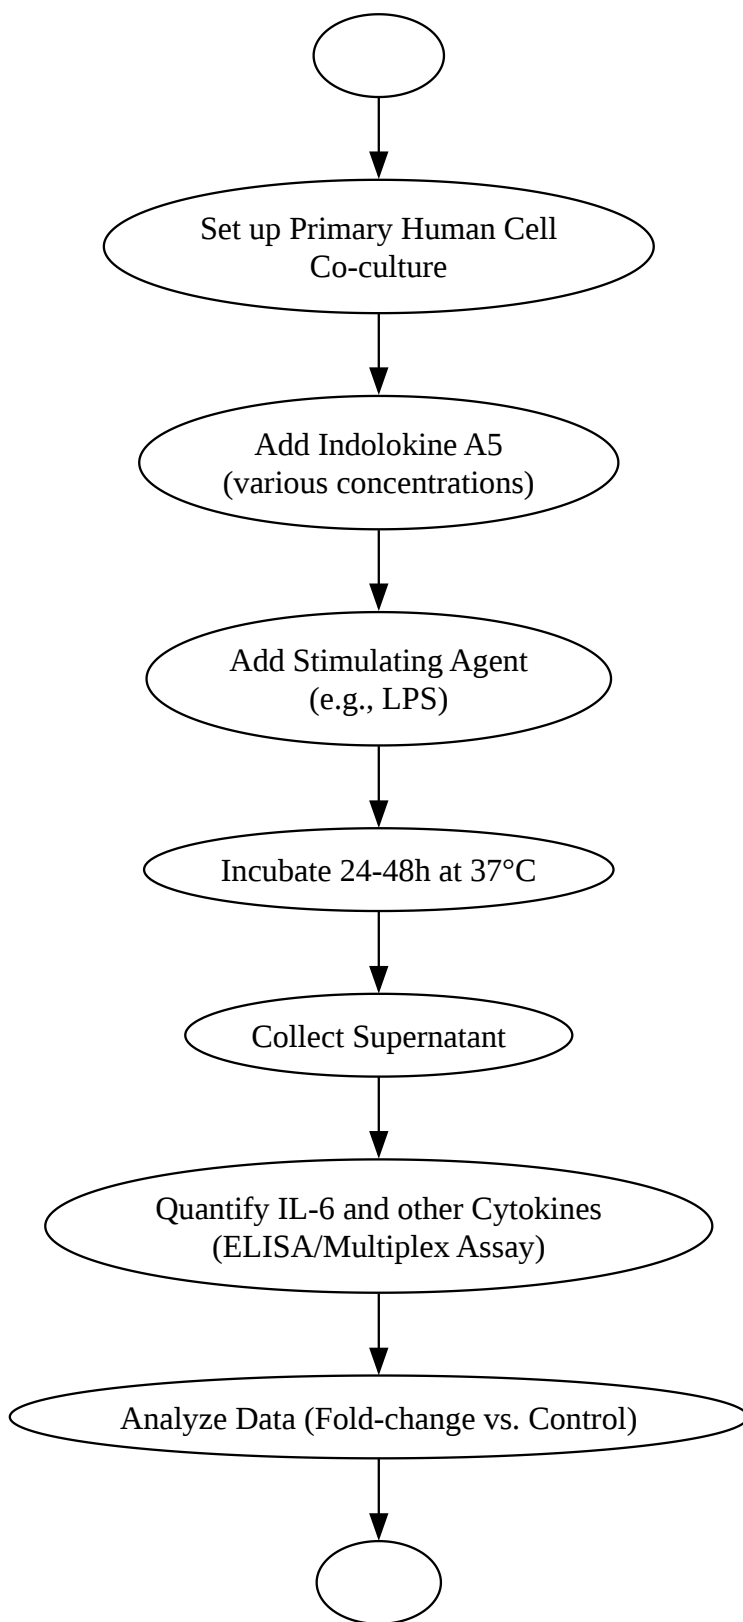 Set up Primary Human Cell
Co-culture
Add Indolokine A5
(various concentrations)
Add Stimulating Agent
(e.g., LPS)
Incubate 24-48h at 37°C
Collect Supernatant
Quantify IL-6 and other Cytokines
(ELISA/Multiplex Assay)
Analyze Data (Fold-change vs. Control)